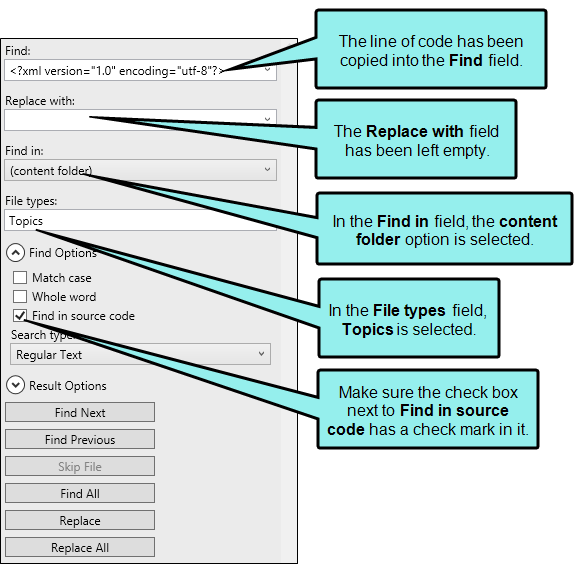 Find:
<?xml version="1.0" encoding="utf-8"?>
Replace with:
Find in:
(content folder)
File types:
Topics
Find Options
Match case
Whole word
Find in source code
Search type:
Regular Text
Result Options
Find Next
Find Previous
Skip File
Find All
Replace
Replace All
The line of code has been
copied into the Find field.
The Replace with field
has been left empty.
In the Find in field, the content
folder option is selected.
In the File types field,
Topics is selected.
Make sure the check box
next to Find in source
code has a check mark in it.